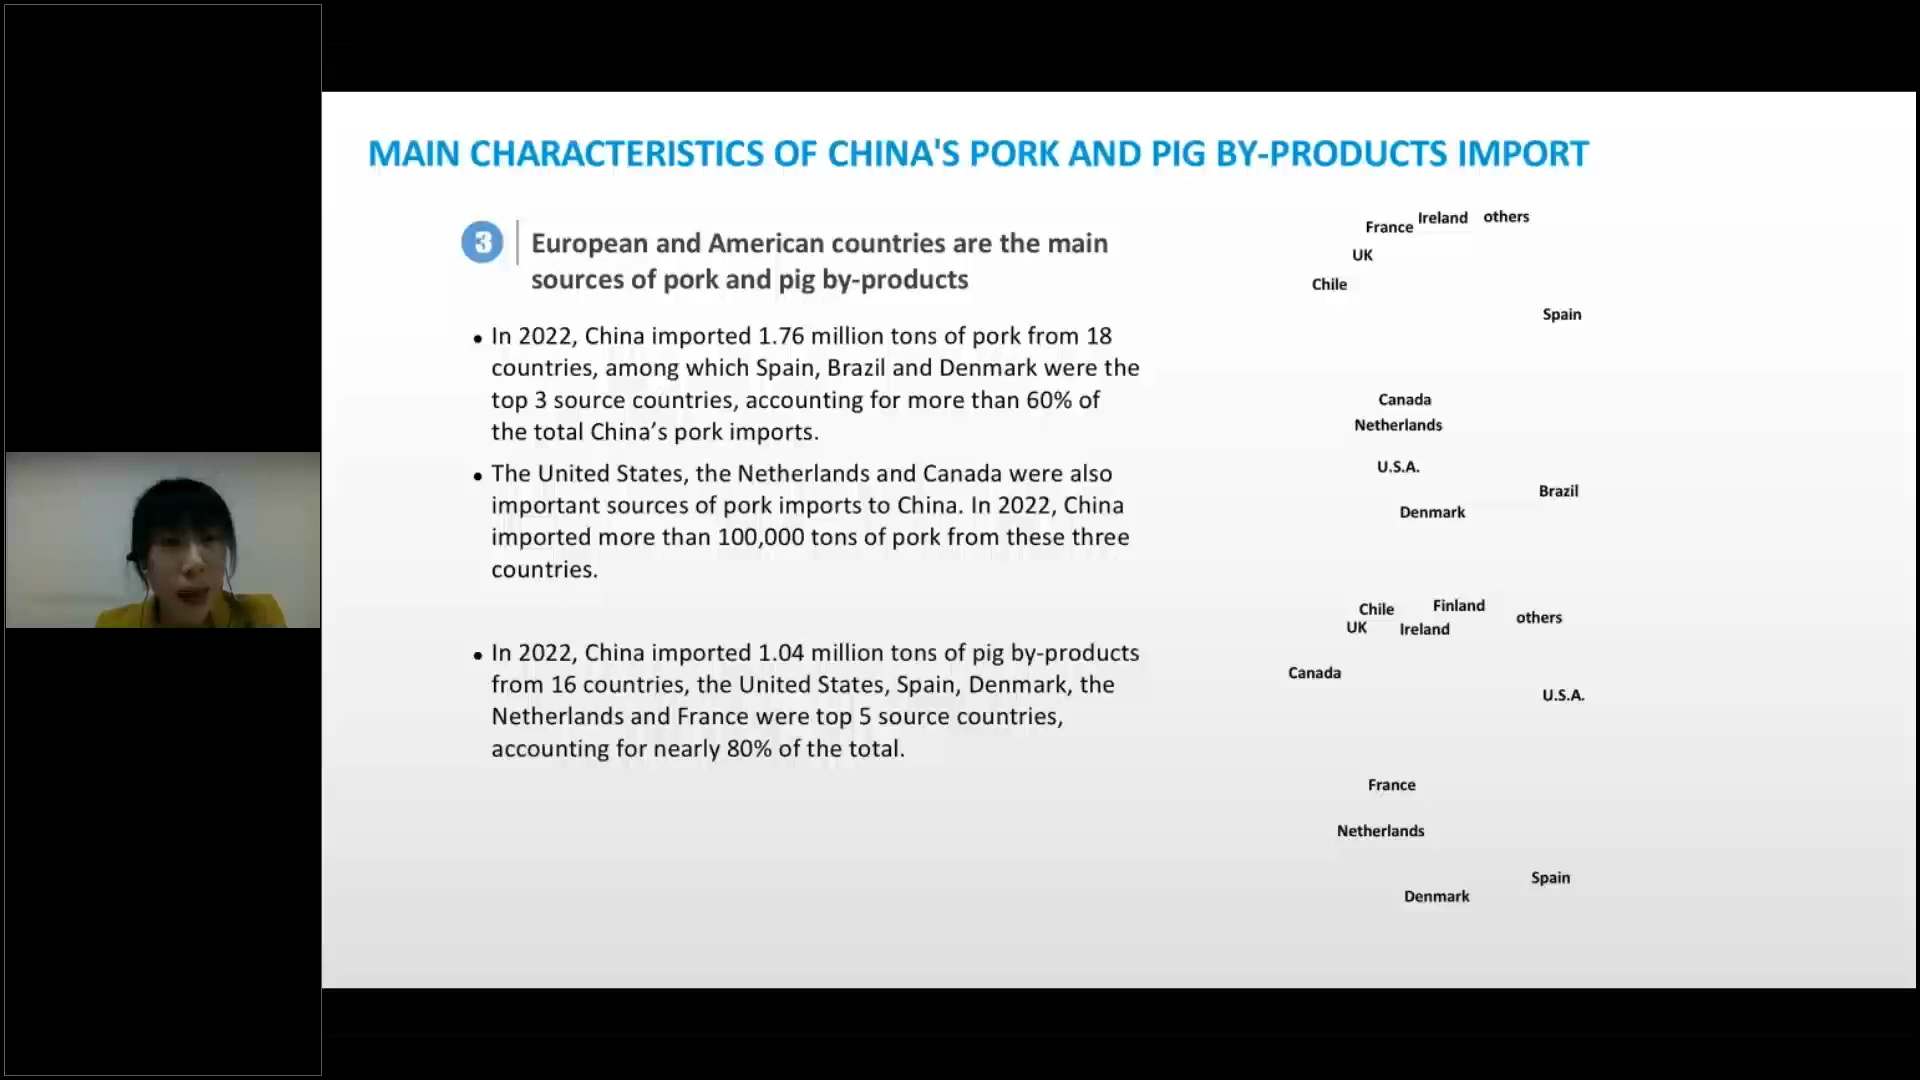 MAIN CHARACTERISTICS OF CHINA'S PORK AND PIG BY-PRODUCTS IMPORT
3
European and American countries are the main
sources of pork and pig by-products
• In 2022, China imported 1.76 million tons of pork from 18
countries, among which Spain, Brazil and Denmark were the
top 3 source countries, accounting for more than 60% of
the total China’s pork imports.
• The United States, the Netherlands and Canada were also
important sources of pork imports to China. In 2022, China
imported more than 100,000 tons of pork from these three
countries.
• In 2022, China imported 1.04 million tons of pig by-products
from 16 countries, the United States, Spain, Denmark, the
Netherlands and France were top 5 source countries,
accounting for nearly 80% of the total.
France Ireland others
UK
Chile
Spain
Canada
Netherlands
U.S.A.
Brazil
Denmark
Chile Finland others
UK Ireland
Canada
U.S.A.
France
Netherlands
Spain
Denmark